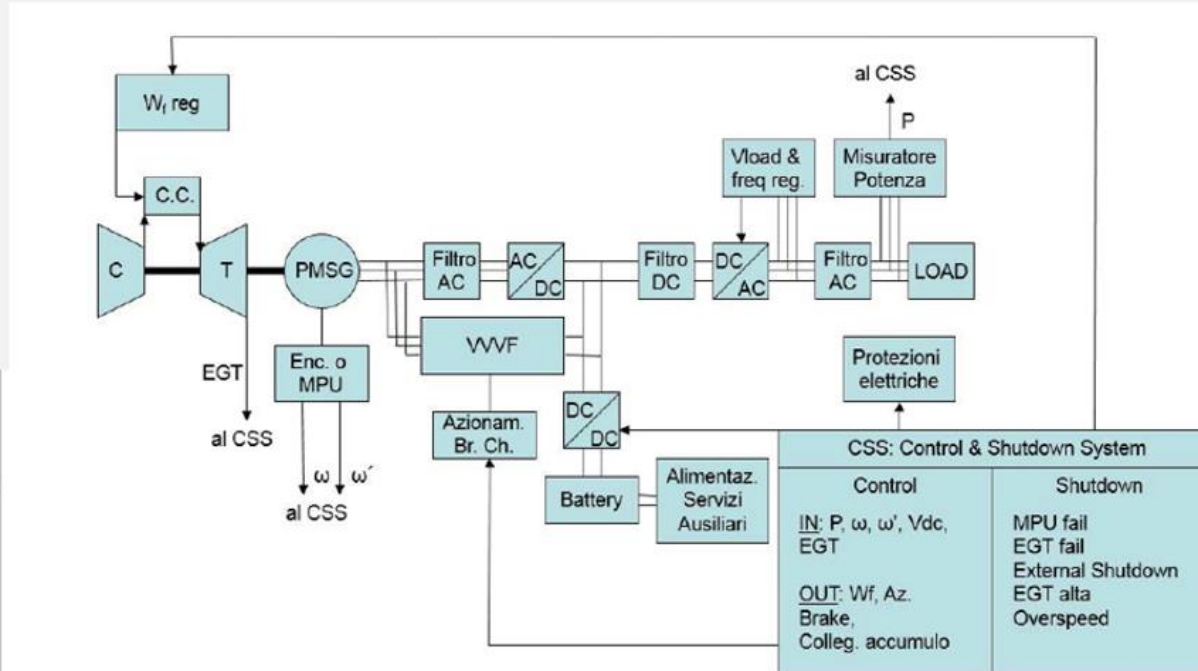 al CSS
P
W_f reg
Vload &
freq reg.
Misuratore
Potenza
C.C.
C
T
PMSG
Filtro
AC
AC
DC
Filtro
DC
DC
AC
Filtro
AC
LOAD
VVVF
EGT
al CSS
Enc. o
MPU
ω
ω´
al CSS
Azionam.
Br. Ch.
DC
DC
Battery
Alimentaz.
Servizi
Ausiliari
Protezioni
elettriche
CSS: Control & Shutdown System
Control
IN: P, ω, ω', Vdc,
EGT
OUT: Wf, Az.
Brake,
Colleg. accumulo
Shutdown
MPU fail
EGT fail
External Shutdown
EGT alta
Overspeed